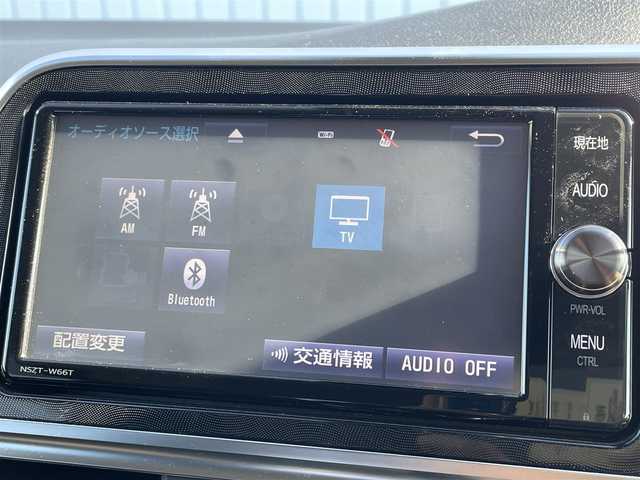 オーディオソース選択
AM
FM
TV
Bluetooth
配置変更
交通情報
AUDIO OFF
NSZT-W66T
現在地
AUDIO
PWR-VOL
MENU
CTRL